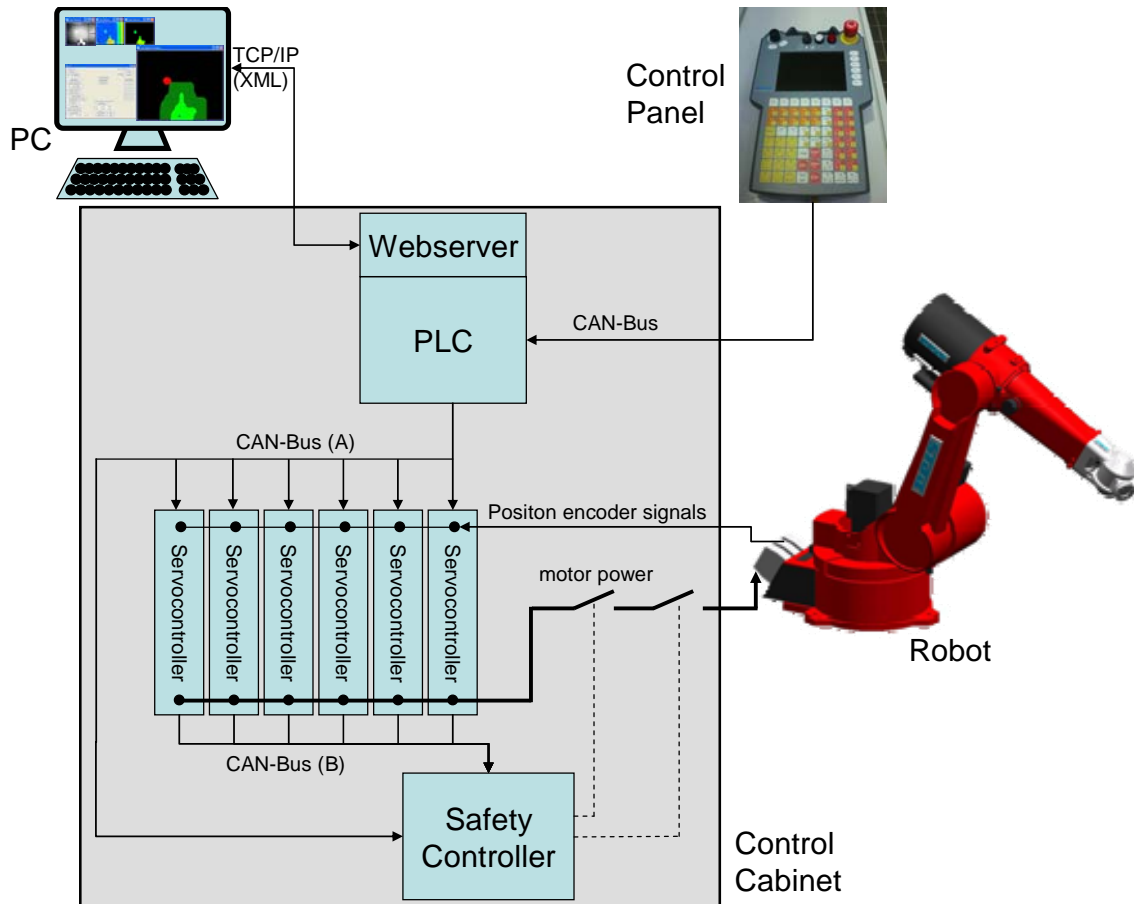 TCP/IP
(XML)
PC
Control
Panel
Webserver
PLC
CAN-Bus
CAN-Bus (A)
Positon encoder signals
Servocontroller
Servocontroller
Servocontroller
Servocontroller
Servocontroller
Servocontroller
motor power
Robot
CAN-Bus (B)
Safety
Controller
Control
Cabinet